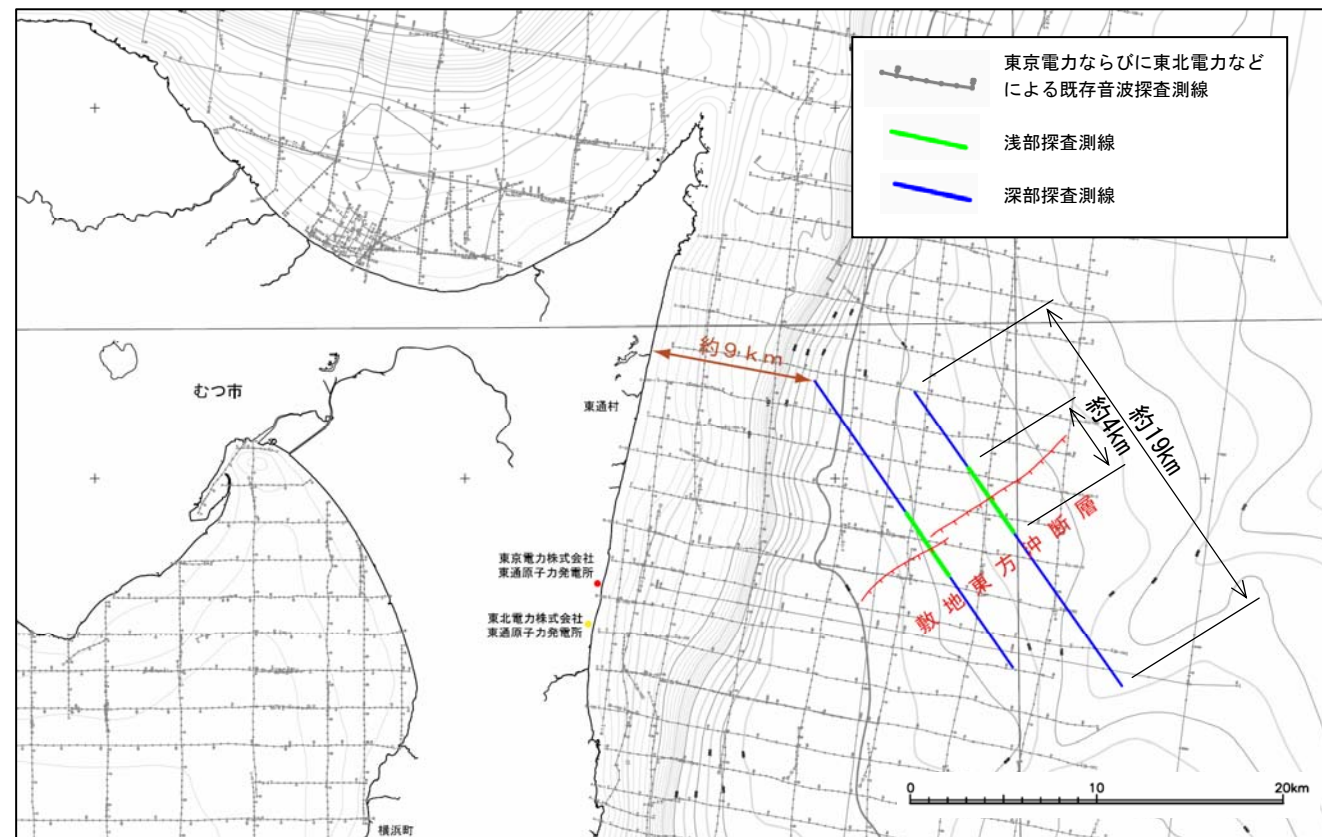 東京電力ならびに東北電力など
による既存音波探査測線
浅部探査測線
深部探査測線
約9km
むつ市
東通村
約4km
約19km
敷地東方沖断層
東京電力株式会社
東通原子力発電所
東北電力株式会社
東通原子力発電所
横浜町
0 10 20km